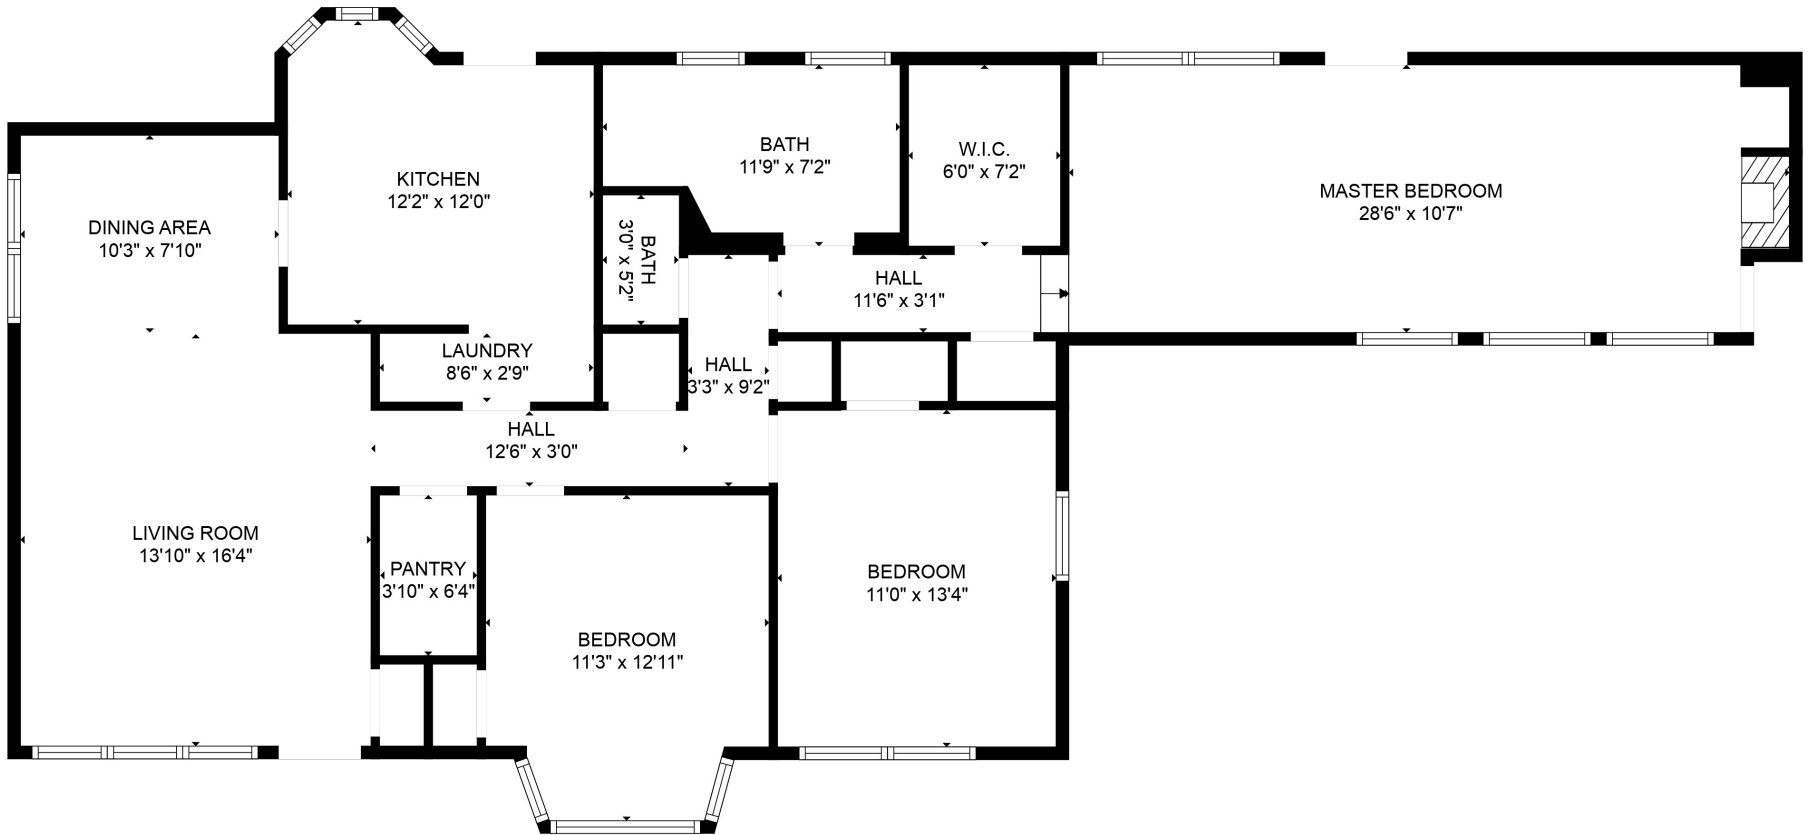 BATH
11'9" x 7'2"
W.I.C.
6'0" x 7'2"
KITCHEN
12'2" x 12'0"
MASTER BEDROOM
28'6" x 10'7"
DINING AREA
10'3" x 7'10"
BATH
3'0" x 5'2"
HALL
11'6" x 3'1"
LAUNDRY
8'6" x 2'9"
HALL
3'3" x 9'2"
HALL
12'6" x 3'0"
LIVING ROOM
13'10" x 16'4"
PANTRY
3'10" x 6'4"
BEDROOM
11'0" x 13'4"
BEDROOM
11'3" x 12'11"